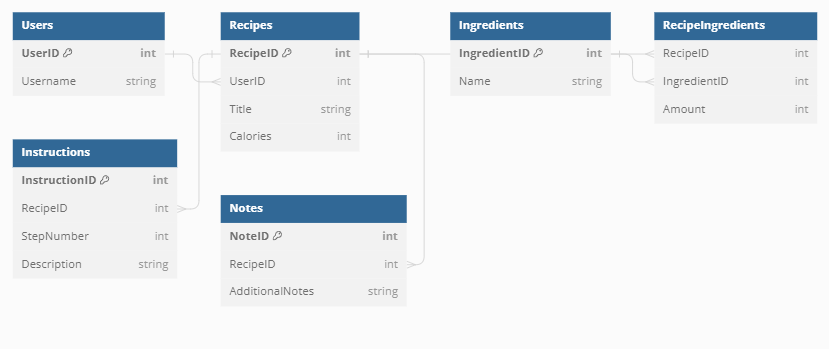 Users
UserID int
Username string
Recipes
RecipeID int
UserID int
Title string
Calories int
Ingredients
IngredientID int
Name string
RecipeIngredients
RecipeID int
IngredientID int
Amount int
Instructions
InstructionID int
RecipeID int
StepNumber int
Description string
Notes
NoteID int
RecipeID int
AdditionalNotes string